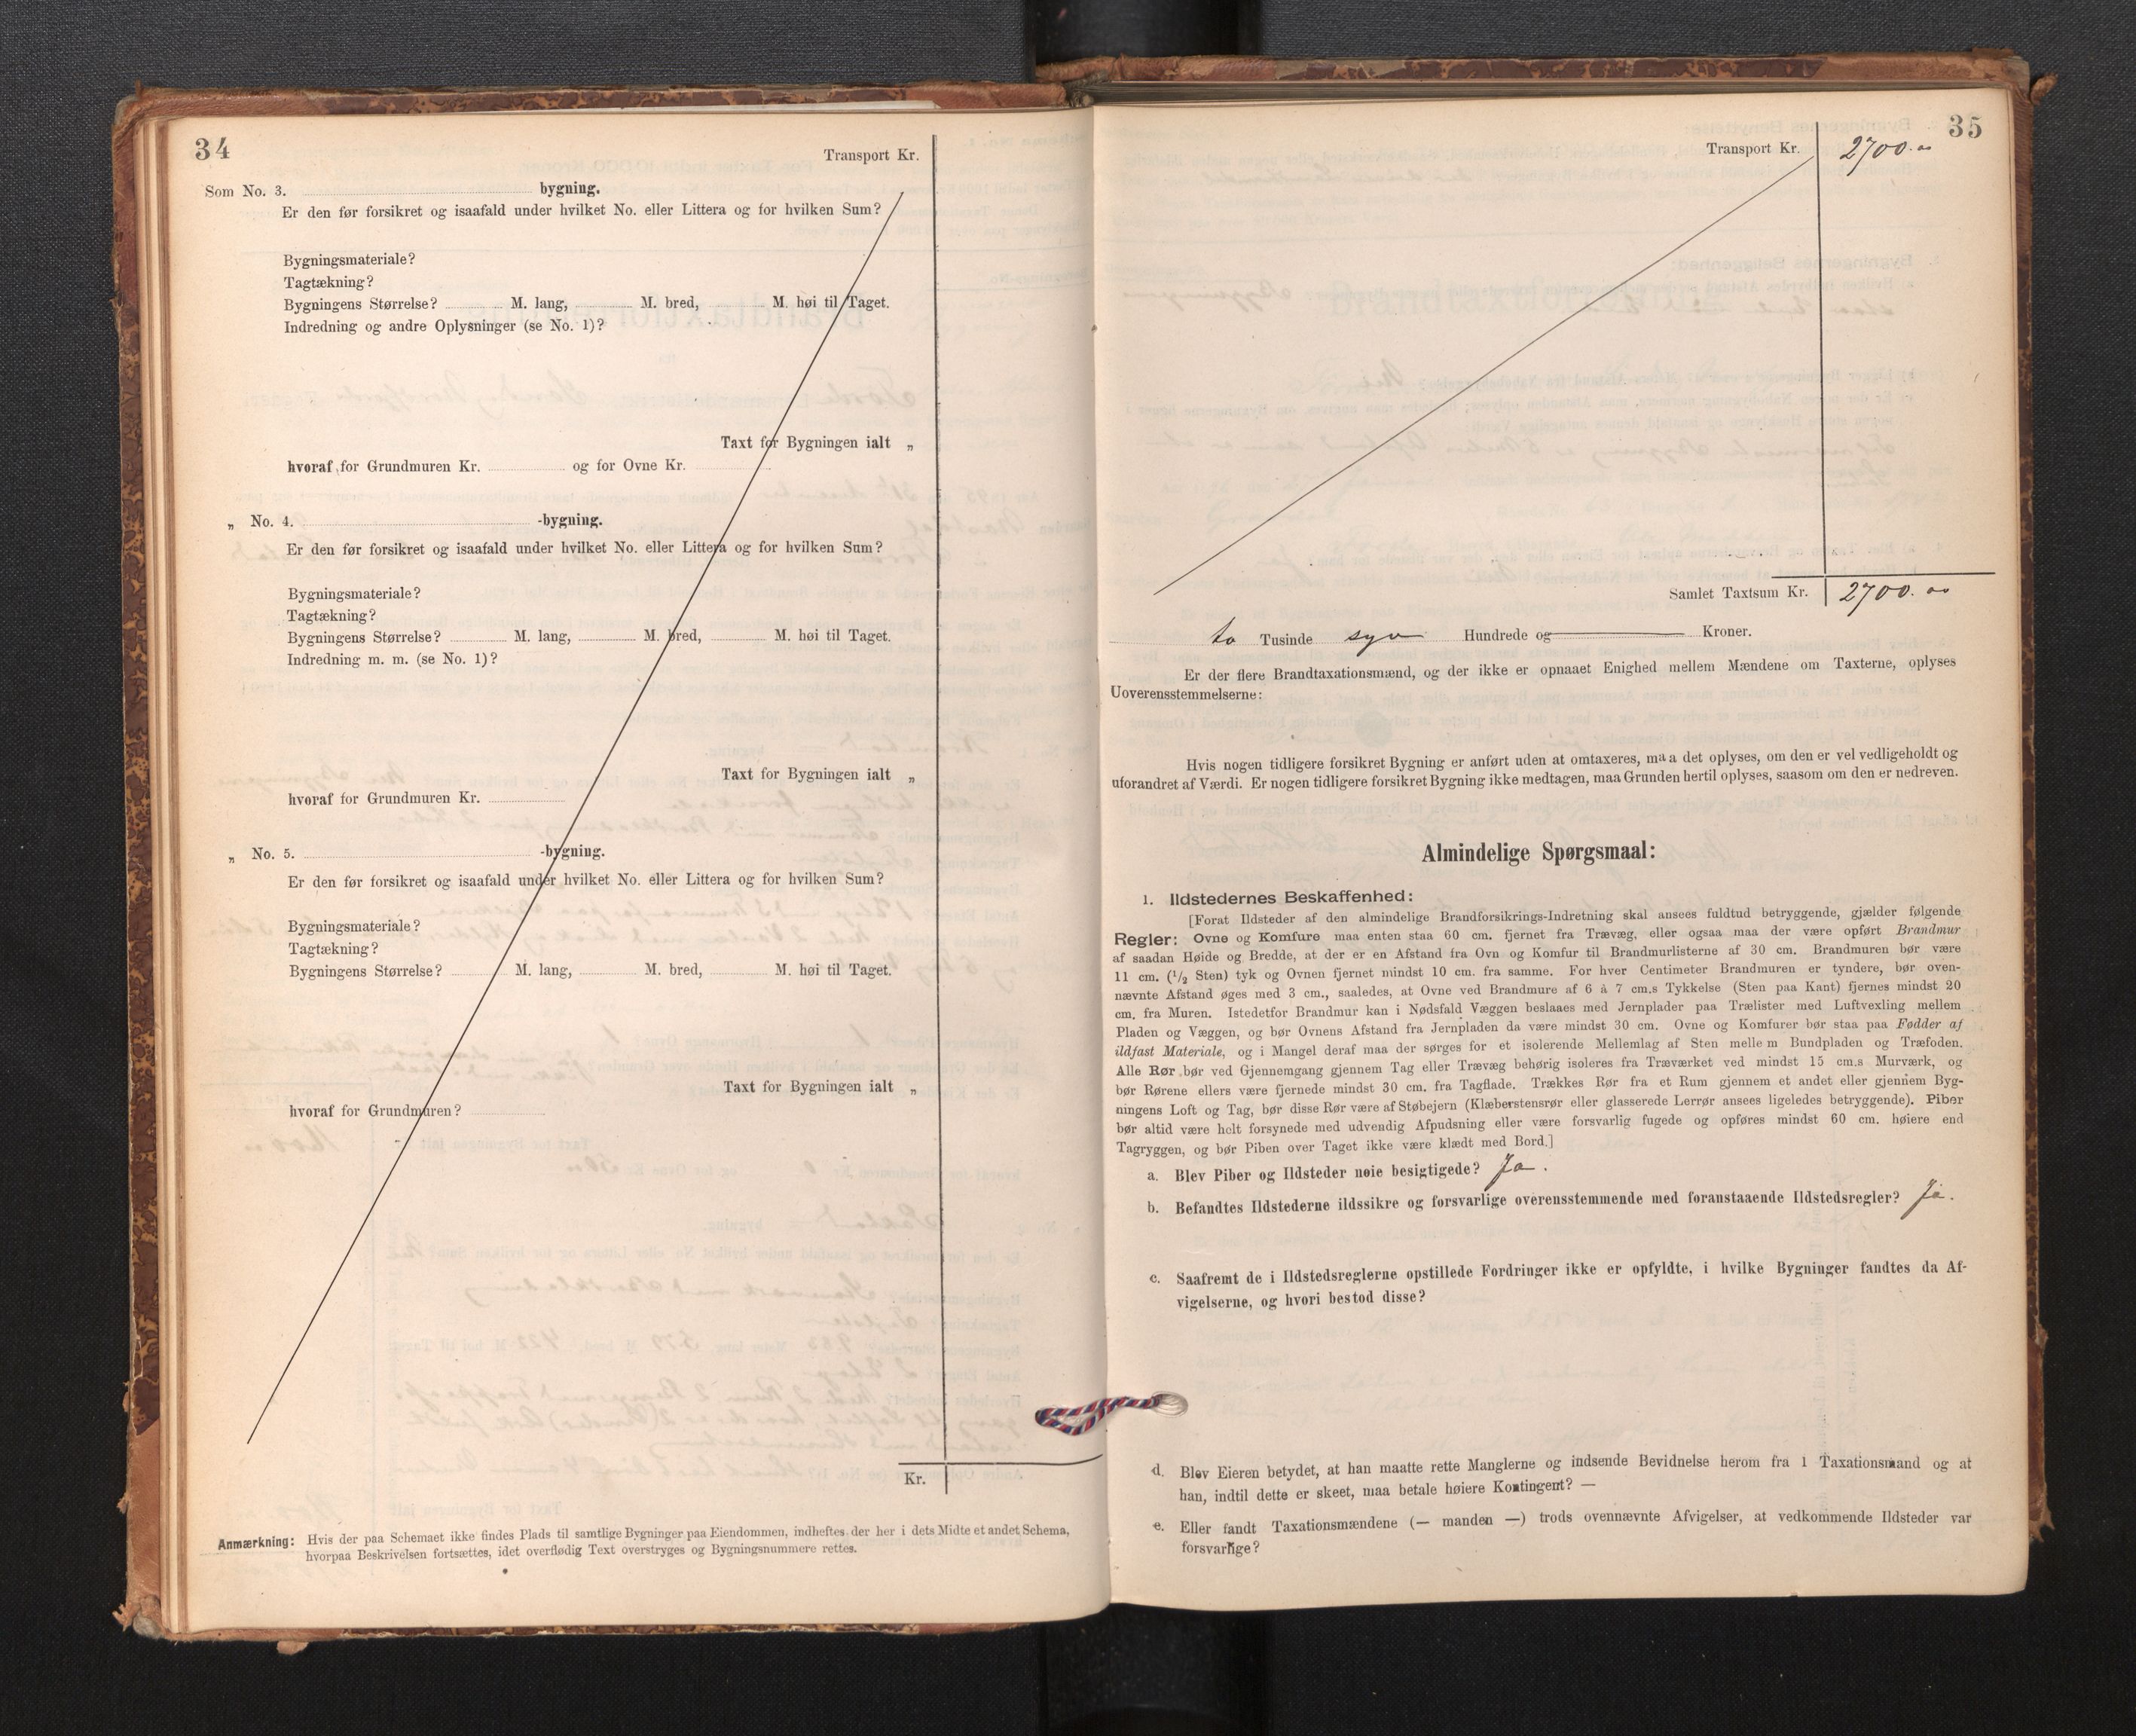 34
Transport Kr.
Som No. 3. bygning.
Er den før forsikret og isaafald under hvilket No. eller Littera og for hvilken Sum?
Bygningsmateriale?
Tagtækning?
Bygningens Størrelse? M. lang, M. bred, M. høi til Taget.
Indredning og andre Oplysninger (se No. 1)?
Taxt for Bygningen ialt „
hvoraf for Grundmuren Kr. og for Ovne Kr.
„ No. 4. -bygning.
Er den før forsikret og isaafald under hvilket No. eller Littera og for hvilken Sum?
Bygningsmateriale?
Tagtækning?
Bygningens Størrelse? M. lang, M. bred, M. høi til Taget.
Indredning m. m. (se No. 1)?
Taxt for Bygningen ialt „
hvoraf for Grundmuren Kr.
„ No. 5. -bygning.
Er den før forsikret og isaafald under hvilket No. eller Littera og for hvilken Sum?
Bygningsmateriale?
Tagtækning?
Bygningens Størrelse? M. lang, M. bred, M. høi til Taget.
Taxt for Bygningen ialt „
hvoraf for Grundmuren?
Kr.
Anmærkning: Hvis der paa Schemaet ikke findes Plads til samtlige Bygninger paa Eiendommen, indheftes der her i dets Midte et andet Schema,
hvorpaa Beskrivelsen fortsættes, idet overflødig Text overstryges og Bygningsnummere rettes.
35
Transport Kr. 2700.00
Samlet Taxtsum Kr. 2700.00
to Tusinde syv Hundrede og Kroner.
Er der flere Brandtaxationsmænd, og der ikke er opnaaet Enighed mellem Mændene om Taxterne, oplyses
Uoverensstemmelserne:
Hvis nogen tidligere forsikret Bygning er anført uden at omtaxeres, maa det oplyses, om den er vel vedligeholdt og
uforandret af Værdi. Er nogen tidligere forsikret Bygning ikke medtagen, maa Grunden hertil oplyses, saasom om den er nedreven.
Almindelige Spørgsmaal:
1. Ildstedernes Beskaffenhed:
[Forat Ildsteder af den almindelige Brandforsikrings-Indretning skal ansees fuldtud betryggende, gjælder følgende
Regler: Ovne og Komfure maa enten staa 60 cm. fjernet fra Trævæg, eller ogsaa maa der være opført Brandmur
af saadan Høide og Bredde, at der er en Afstand fra Ovn og Komfur til Brandmurlisterne af 30 cm. Brandmuren bør være
11 cm. (1/2 Sten) tyk og Ovnen fjernet mindst 10 cm. fra samme. For hver Centimeter Brandmuren er tyndere, bør oven-
nævnte Afstand øges med 3 cm., saaledes, at Ovne ved Brandmure af 6 à 7 cm.s Tykkelse (Sten paa Kant) fjernes mindst 20
cm. fra Muren. Istedetfor Brandmur kan i Nødsfald Væggen beslaaes med Jernplader paa Trælister med Luftvexling mellem
Pladen og Væggen, og bør Ovnens Afstand fra Jernpladen da være mindst 30 cm. Ovne og Komfurer bør staa paa Fødder af
ildfast Materiale, og i Mangel deraf maa der sørges for et isolerende Mellemlag af Sten mellem Bundpladen og Træfoden.
Alle Rør bør ved Gjennemgang gjennem Tag eller Trævæg behørig isoleres fra Træværket ved mindst 15 cm.s Murværk, og
bør Rørene ellers være fjernede mindst 30 cm. fra Tagflade. Trækkes Rør fra et Rum gjennem et andet eller gjennem Byg-
ningens Loft og Tag, bør disse Rør være af Støbejern (Klæberstensrør eller glasserede Lerrør ansees ligeledes betryggende). Piber
bør altid være helt forsynede med udvendig Afpudsning eller være forsvarlig fugede og opføres mindst 60 cm. høiere end
Tagryggen, og bør Piben over Taget ikke være klædt med Bord.]
a. Blev Piber og Ildsteder nøie besigtigede? Ja.
b. Befandtes Ildstederne ildssikre og forsvarlige overensstemmende med foranstaaende Ildstedsregler? Ja.
c. Saafremt de i Ildstedsreglerne opstillede Fordringer ikke er opfyldte, i hvilke Bygninger fandtes da Af-
vigelserne, og hvori bestod disse?
d. Blev Eieren betydet, at han maatte rette Manglerne og indsende Bevidnelse herom fra 1 Taxationsmand og at
han, indtil dette er skeet, maa betale høiere Kontingent? —
e. Eller fandt Taxationsmændene (— manden —) trods ovennævnte Afvigelser, at vedkommende Ildsteder var
forsvarlige?